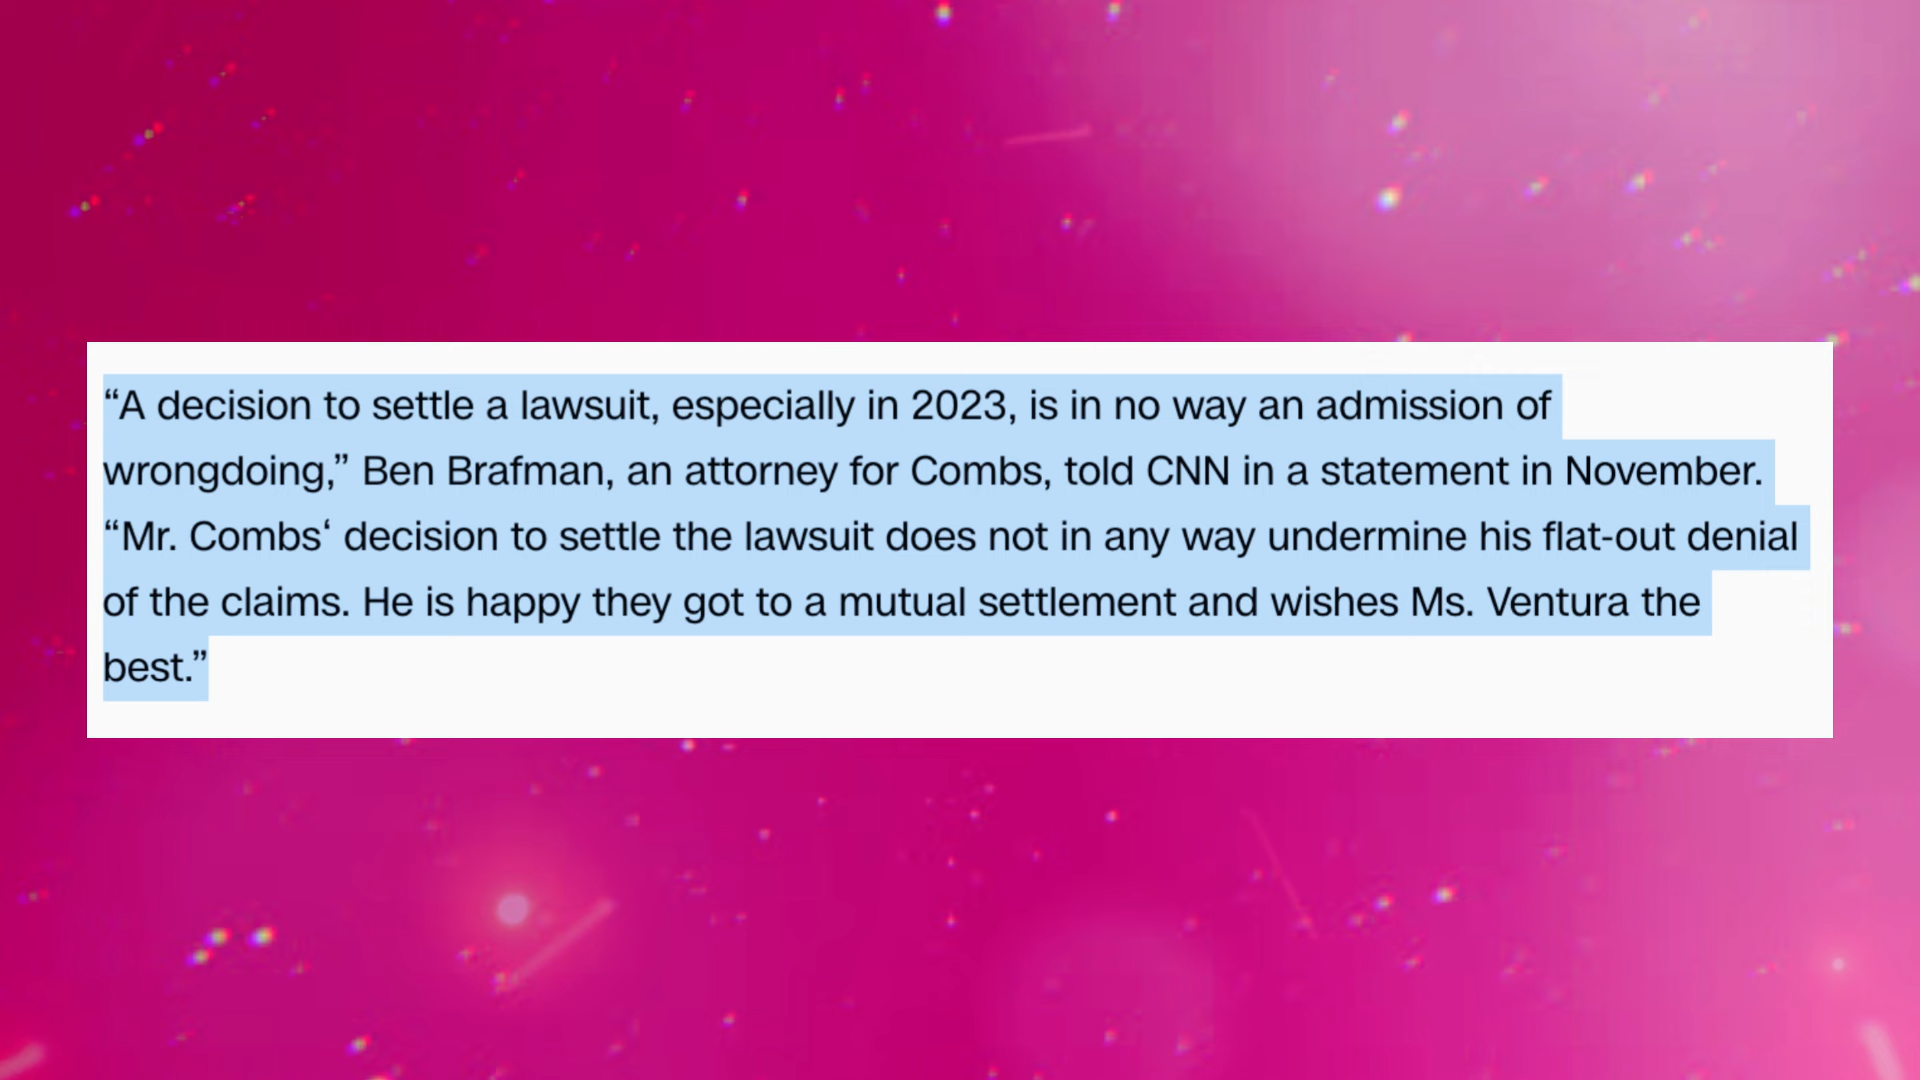 “A decision to settle a lawsuit, especially in 2023, is in no way an admission of
wrongdoing,” Ben Brafman, an attorney for Combs, told CNN in a statement in November.
“Mr. Combs‘ decision to settle the lawsuit does not in any way undermine his flat-out denial
of the claims. He is happy they got to a mutual settlement and wishes Ms. Ventura the
best.”